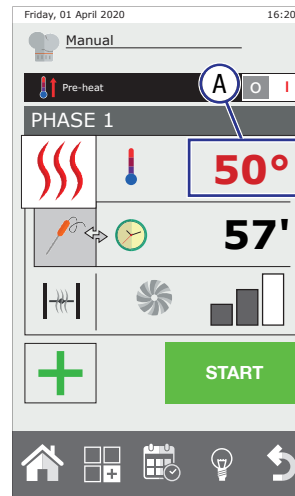 Friday, 01 April 2020 16:20
Manual
Pre-heat A O I
PHASE 1
50°
57'
START